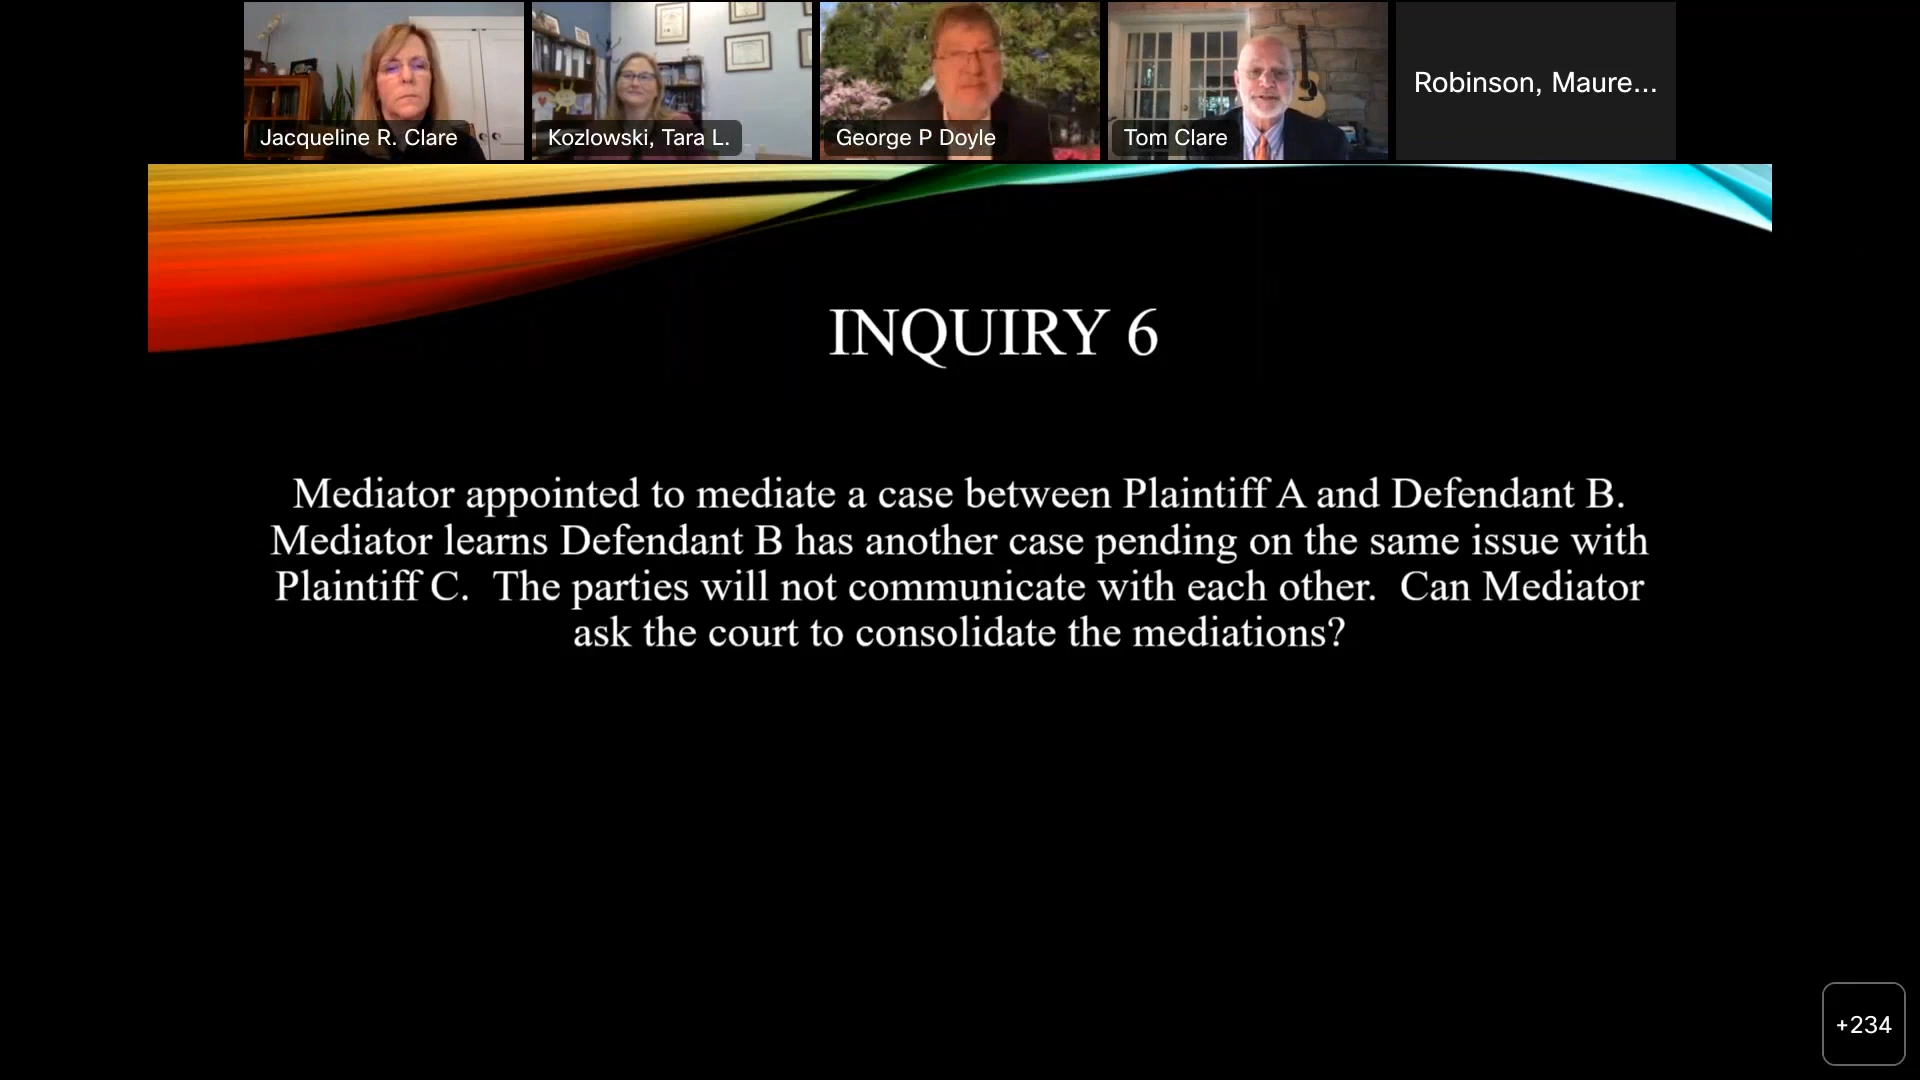 Jacqueline R. Clare
Kozlowski, Tara L.
George P Doyle
Tom Clare
Robinson, Maure...
INQUIRY 6
Mediator appointed to mediate a case between Plaintiff A and Defendant B.
Mediator learns Defendant B has another case pending on the same issue with
Plaintiff C.  The parties will not communicate with each other.  Can Mediator
ask the court to consolidate the mediations?
+234